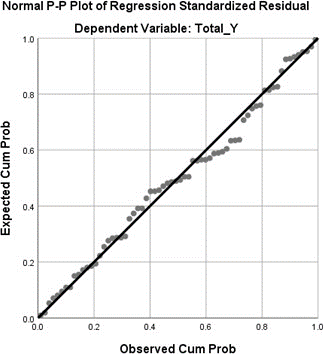 Normal P-P Plot of Regression Standardized Residual
Dependent Variable: Total_Y
Expected Cum Prob
1.0
0.8
0.6
0.4
0.2
0.0
0.0 0.2 0.4 0.6 0.8 1.0
Observed Cum Prob